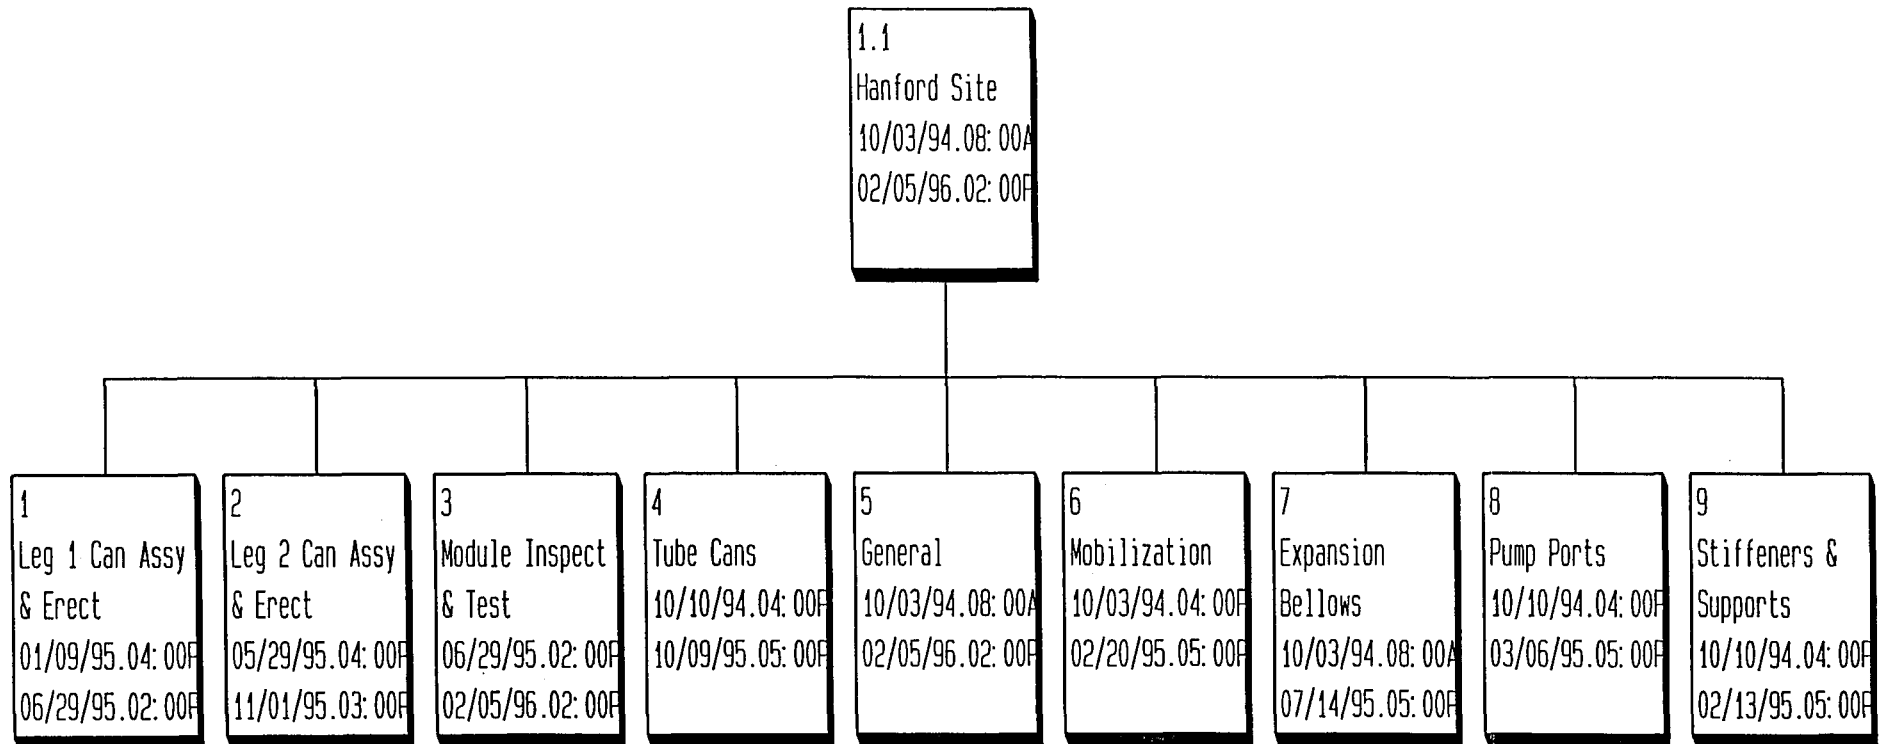 1.1
Hanford Site
10/03/94.08:00A
02/05/96.02:00P
1
Leg 1 Can Assy
& Erect
01/09/95.04:00P
06/29/95.02:00P
2
Leg 2 Can Assy
& Erect
05/29/95.04:00P
11/01/95.03:00P
3
Module Inspect
& Test
06/29/95.02:00P
02/05/96.02:00P
4
Tube Cans
10/10/94.04:00P
10/09/95.05:00P
5
General
10/03/94.08:00A
02/05/96.02:00P
6
Mobilization
10/03/94.04:00P
02/20/95.05:00P
7
Expansion
Bellows
10/03/94.08:00A
07/14/95.05:00P
8
Pump Ports
10/10/94.04:00P
03/06/95.05:00P
9
Stiffeners &
Supports
10/10/94.04:00P
02/13/95.05:00P